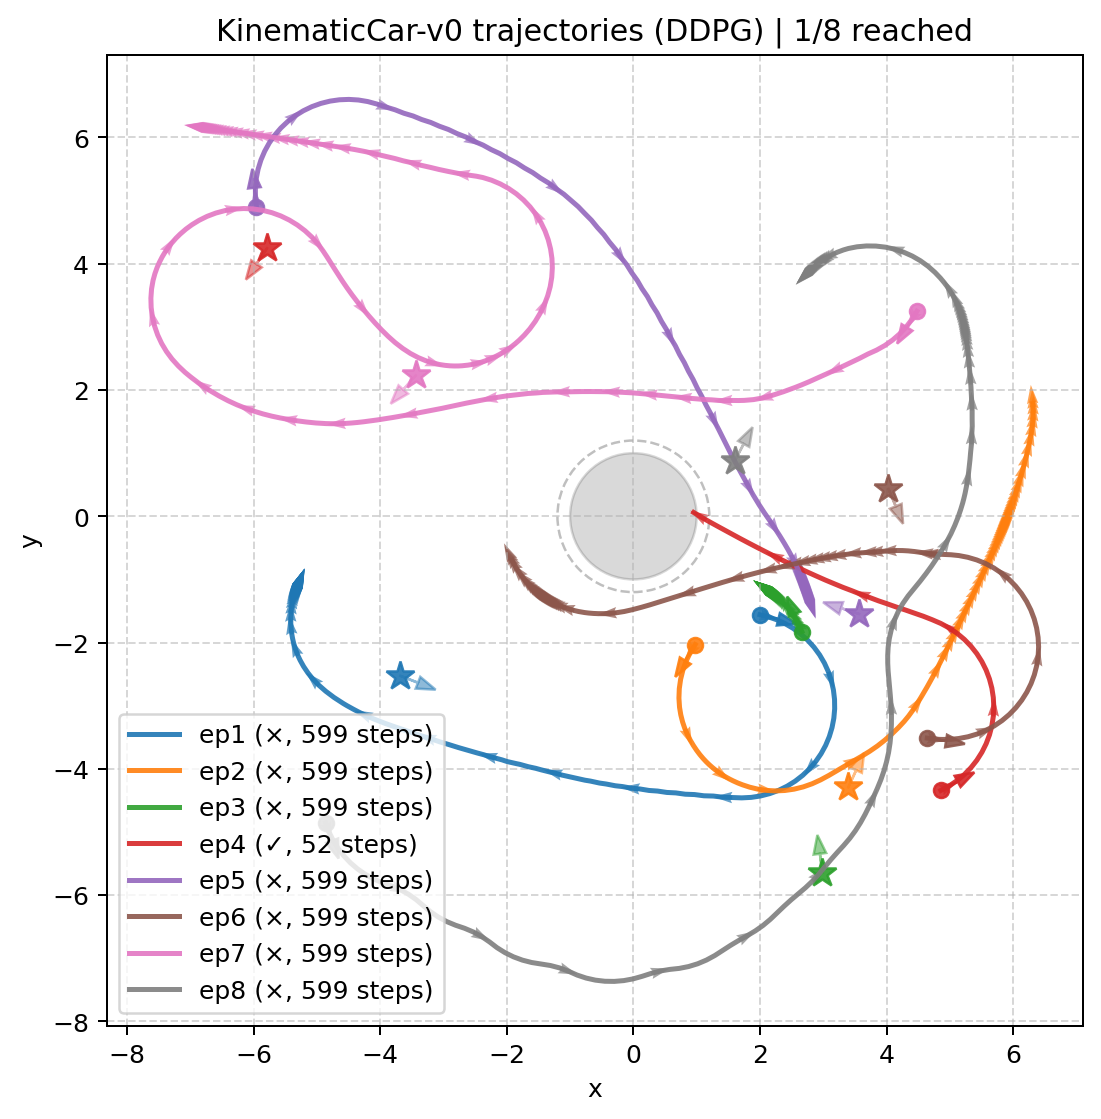 KinematicCar-v0 trajectories (DDPG) | 1/8 reached
6
4
2
0
−2
−4
−6
−8
y
ep1 (×, 599 steps)
ep2 (×, 599 steps)
ep3 (×, 599 steps)
ep4 (✓, 52 steps)
ep5 (×, 599 steps)
ep6 (×, 599 steps)
ep7 (×, 599 steps)
ep8 (×, 599 steps)
−8 −6 −4 −2 0 2 4 6
x